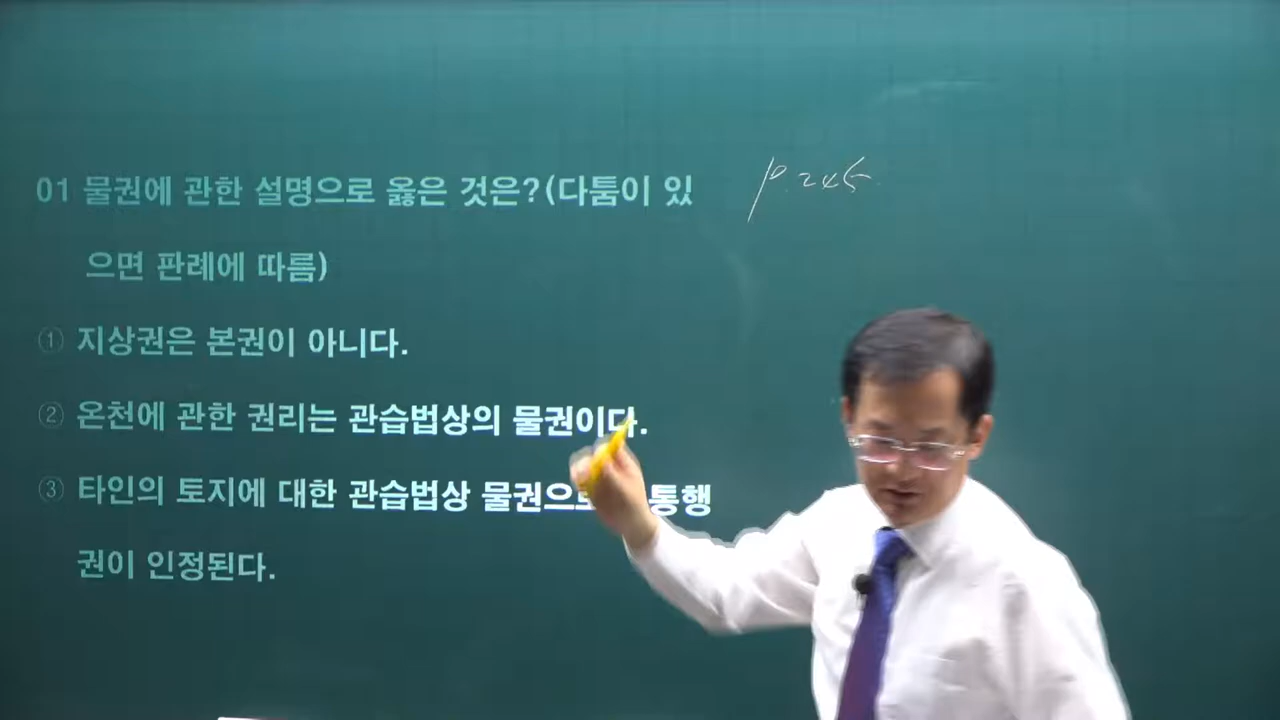 01 물권에 관한 설명으로 옳은 것은?(다툼이 있
으면 판례에 따름)
p 245
① 지상권은 본권이 아니다.
② 온천에 관한 권리는 관습법상의 물권이다.
③ 타인의 토지에 대한 관습법상 물권으 통행
권이 인정된다.